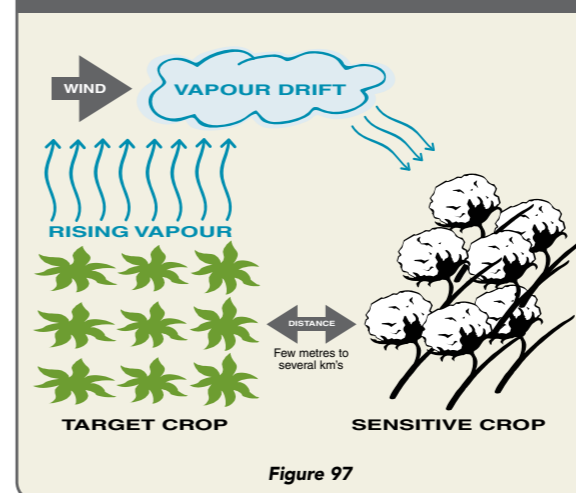 WIND
VAPOUR DRIFT
RISING VAPOUR
DISTANCE
Few metres to
several km's
TARGET CROP
SENSITIVE CROP
Figure 97